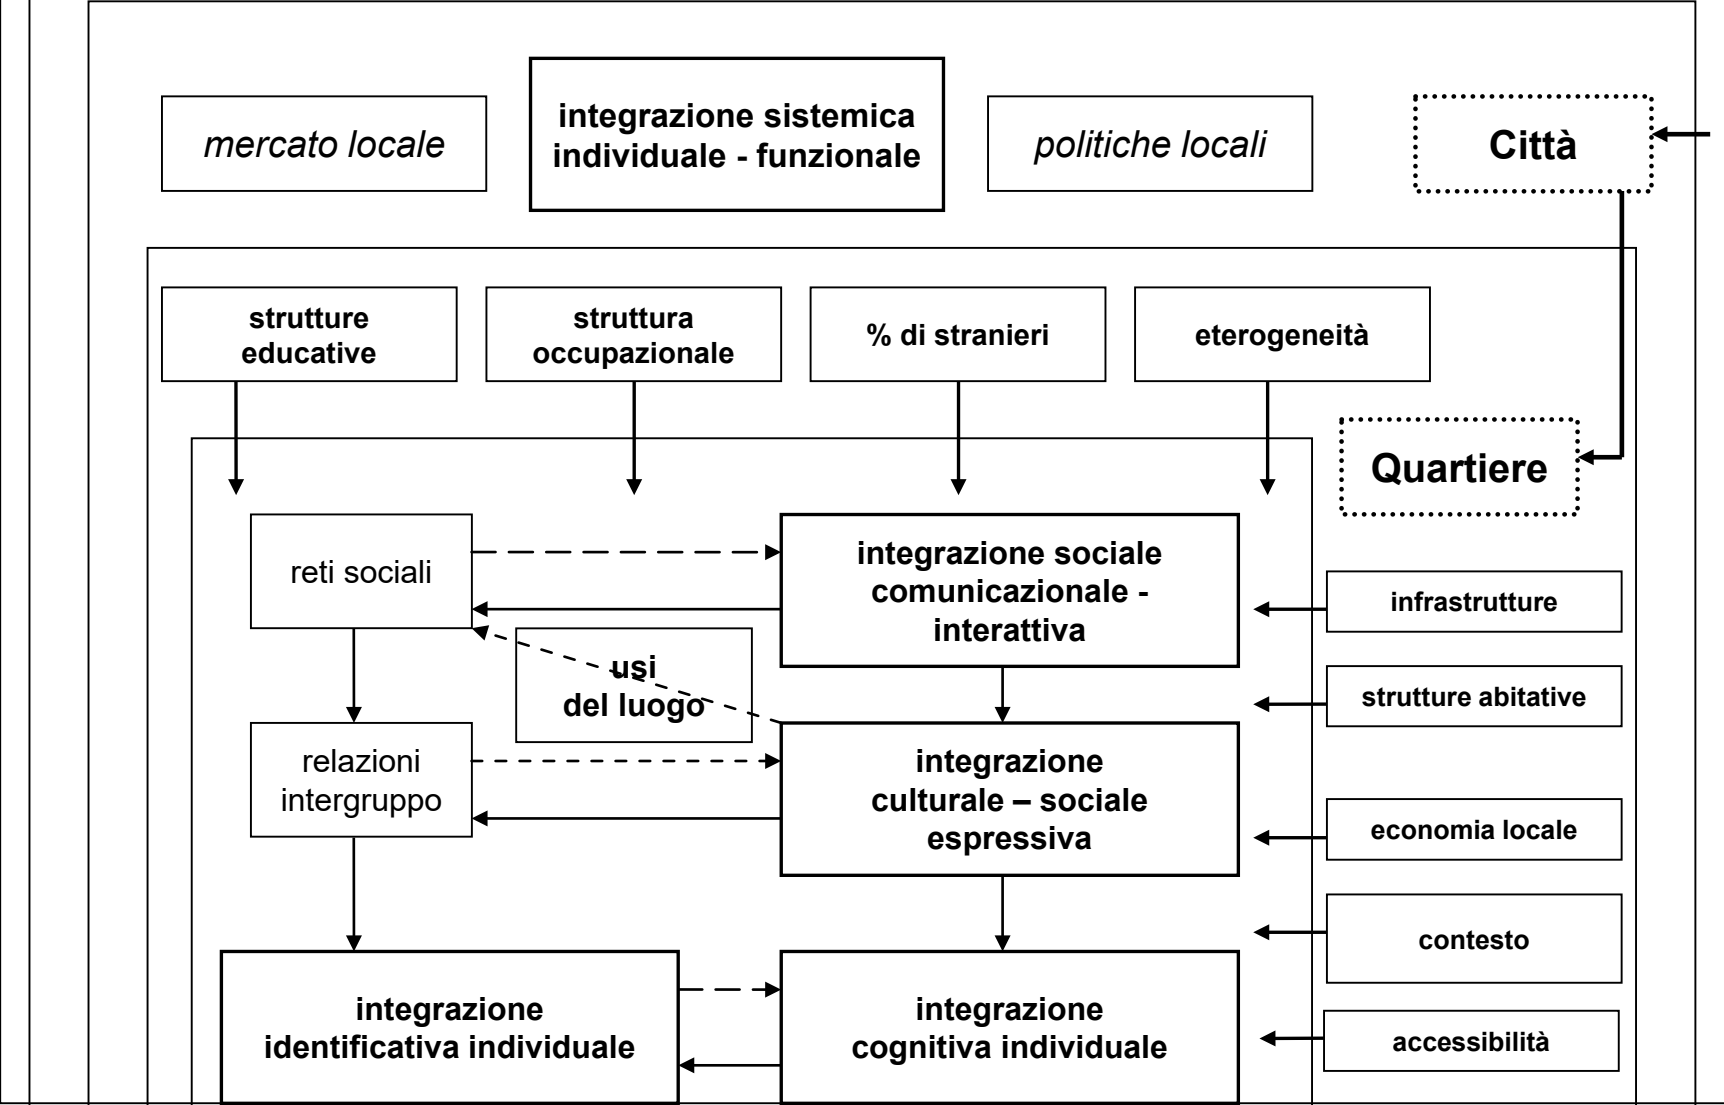 mercato locale
integrazione sistemica
individuale - funzionale
politiche locali
Città
strutture
educative
struttura
occupazionale
% di stranieri
eterogeneità
Quartiere
reti sociali
integrazione sociale
comunicazionale -
interattiva
infrastrutture
usi
del luogo
strutture abitative
relazioni
intergruppo
integrazione
culturale – sociale
espressiva
economia locale
contesto
integrazione
identificativa individuale
integrazione
cognitiva individuale
accessibilità